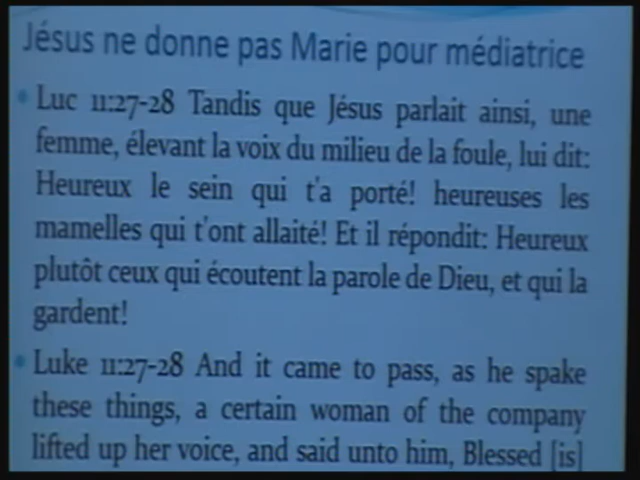 Jésus ne donne pas Marie pour médiatrice
• Luc 11:27-28 Tandis que Jésus parlait ainsi, une
femme, élevant la voix du milieu de la foule, lui dit:
Heureux le sein qui t'a porté! heureuses les
mamelles qui t'ont allaité! Et il répondit: Heureux
plutôt ceux qui écoutent la parole de Dieu, et qui la
gardent!
• Luke 11:27-28 And it came to pass, as he spake
these things, a certain woman of the company
lifted up her voice, and said unto him, Blessed [is]